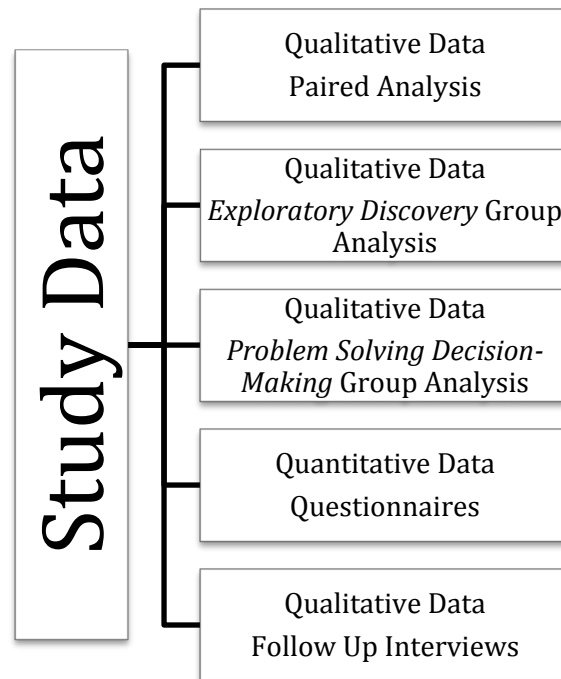 Study Data
Qualitative Data
Paired Analysis
Qualitative Data
Exploratory Discovery Group
Analysis
Qualitative Data
Problem Solving Decision-
Making Group Analysis
Quantitative Data
Questionnaires
Qualitative Data
Follow Up Interviews